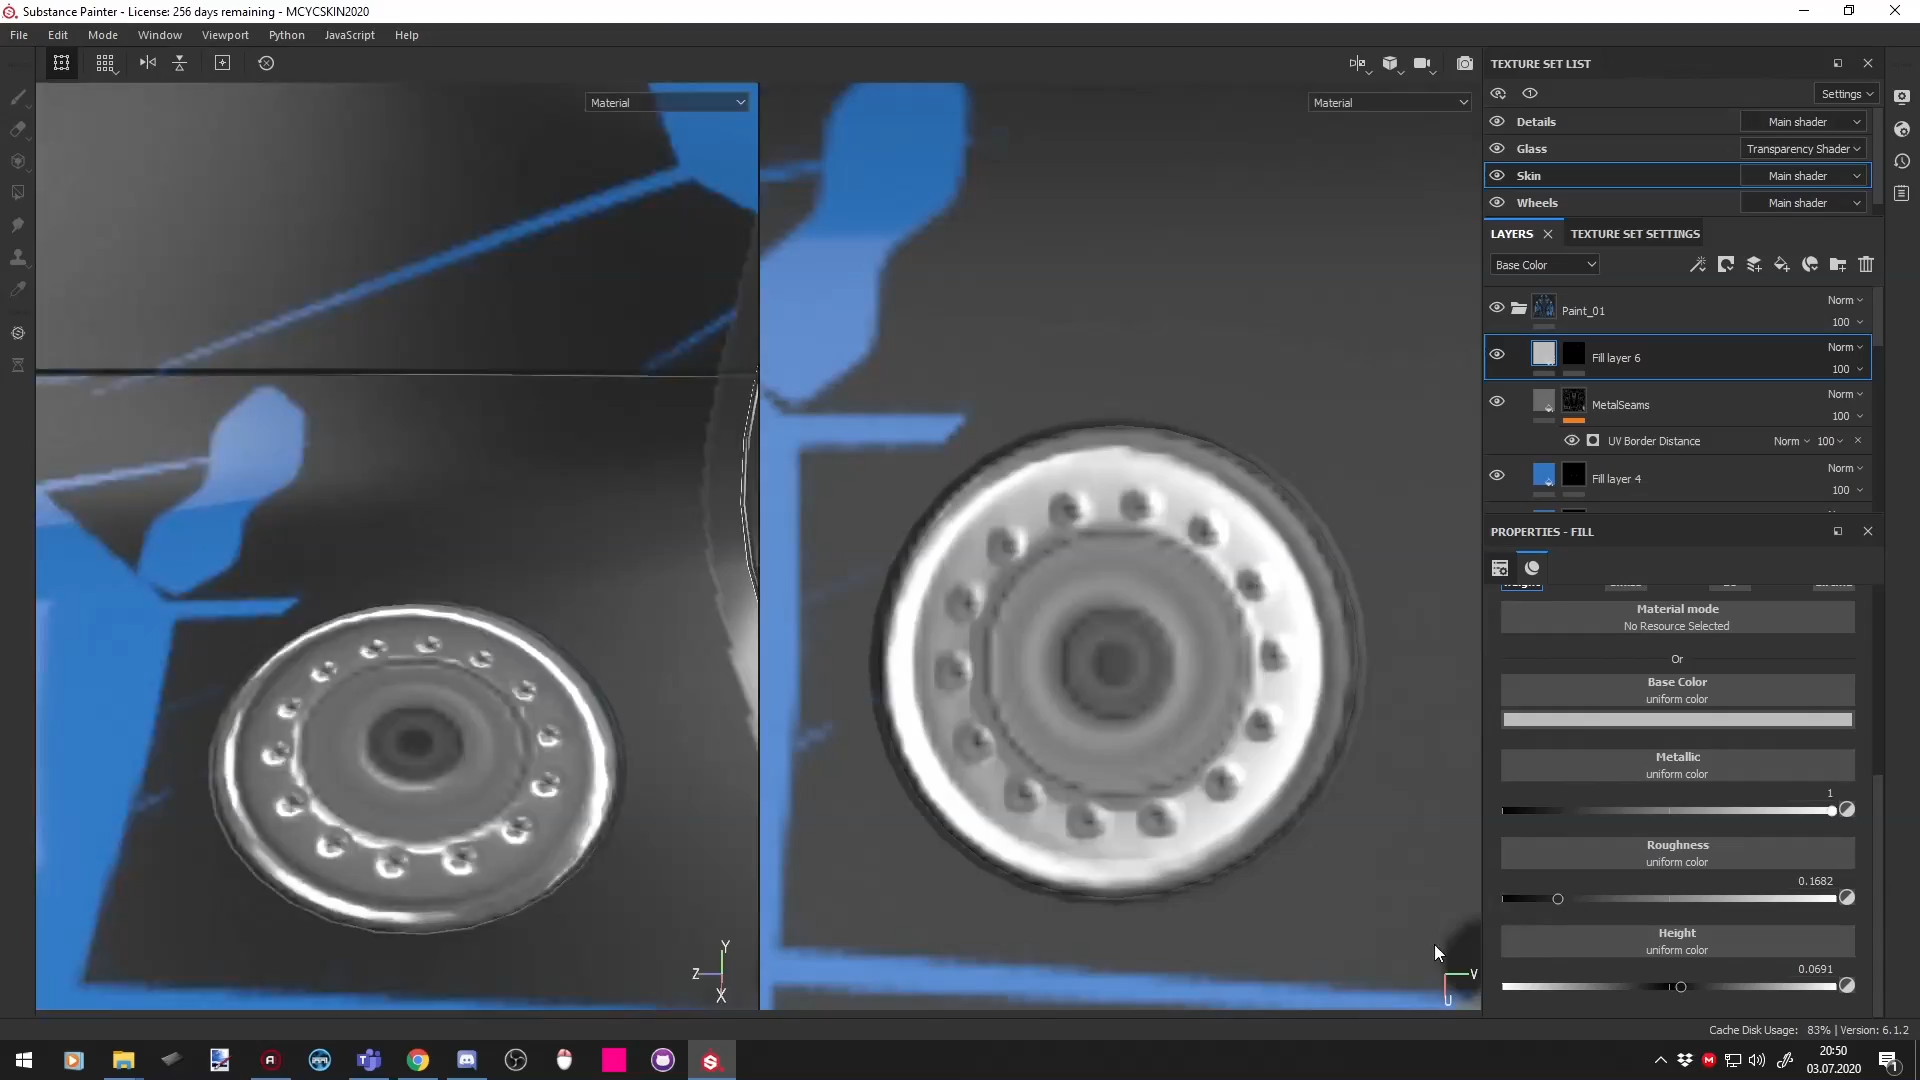 Substance Painter - License: 256 days remaining - MCYCSKIN2020
File Edit Mode Window Viewport Python JavaScript Help
TEXTURE SET LIST
Settings
Material
Material
Details Main shader
Glass Transparency Shader
Skin Main shader
Wheels Main shader
LAYERS TEXTURE SET SETTINGS
Base Color
Paint_01 Norm
100
Fill layer 6 Norm
100
MetalSeams Norm
100
UV Border Distance Norm 100
Fill layer 4 Norm
100
PROPERTIES - FILL
Material mode
No Resource Selected
Or
Base Color
uniform color
Metallic
uniform color
1
Roughness
uniform color
0.1682
Height
uniform color
0.0691
Y
Z
X
V
U
Cache Disk Usage: 83% | Version: 6.1.2
20:50
03.07.2020